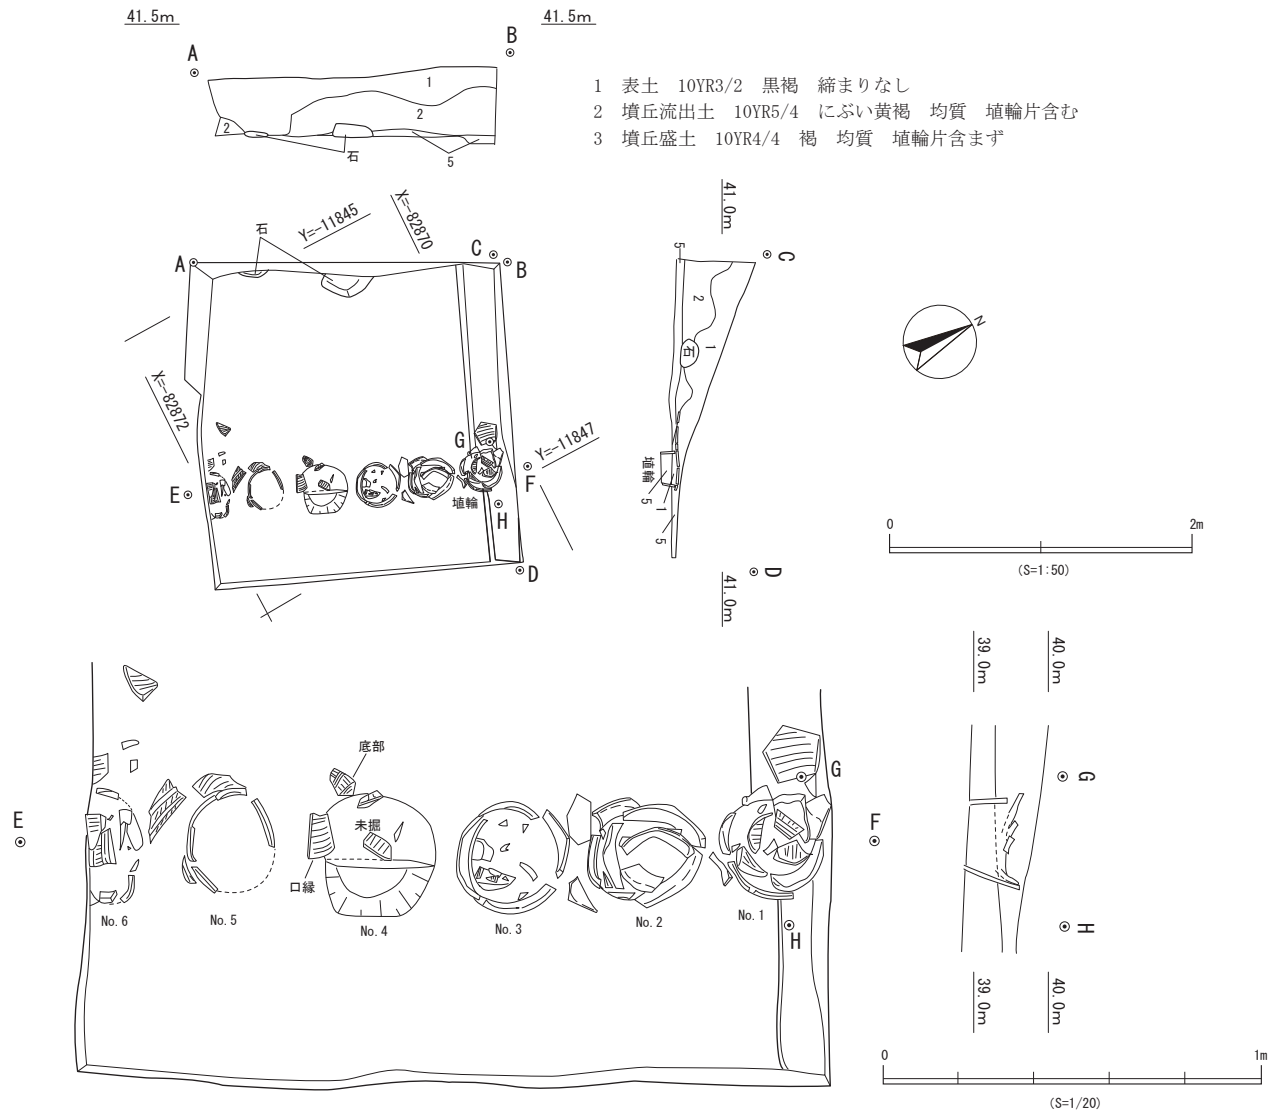 41.5m
41.5m
A
B
1
2
2
石
5
1 表土 10YR3/2 黒褐 締まりなし
2 墳丘流出土 10YR5/4 にぶい黄褐 均質 埴輪片含む
3 墳丘盛土 10YR4/4 褐 均質 埴輪片含まず
X=-82870
Y=-11845
石
A
C
B
X=-82872
G
Y=-11847
E
F
埴輪
H
D
41.0m
5
C
2
1
石
埴輪
5
1
5
D
41.0m
N
0
2m
(S=1:50)
底部
G
E
未掘
口縁
F
No.6
No.5
No.4
No.3
No.2
No.1
H
39.0m
40.0m
G
H
39.0m
40.0m
0
1m
(S=1/20)